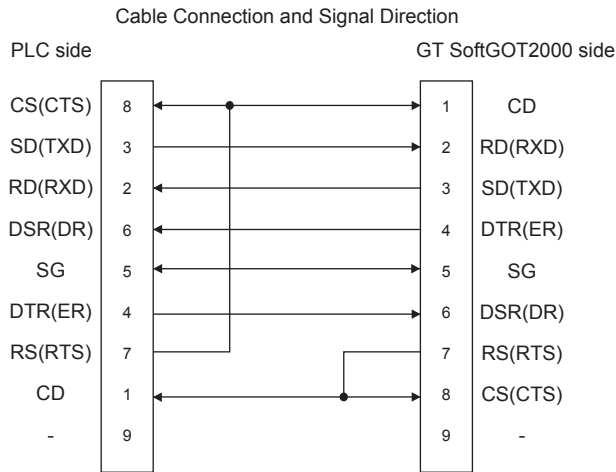 Cable Connection and Signal Direction
PLC side GT SoftGOT2000 side
CS(CTS) 8 1 CD
SD(TXD) 3 2 RD(RXD)
RD(RXD) 2 3 SD(TXD)
DSR(DR) 6 4 DTR(ER)
SG 5 5 SG
DTR(ER) 4 6 DSR(DR)
RS(RTS) 7 7 RS(RTS)
CD 1 8 CS(CTS)
- 9 9 -